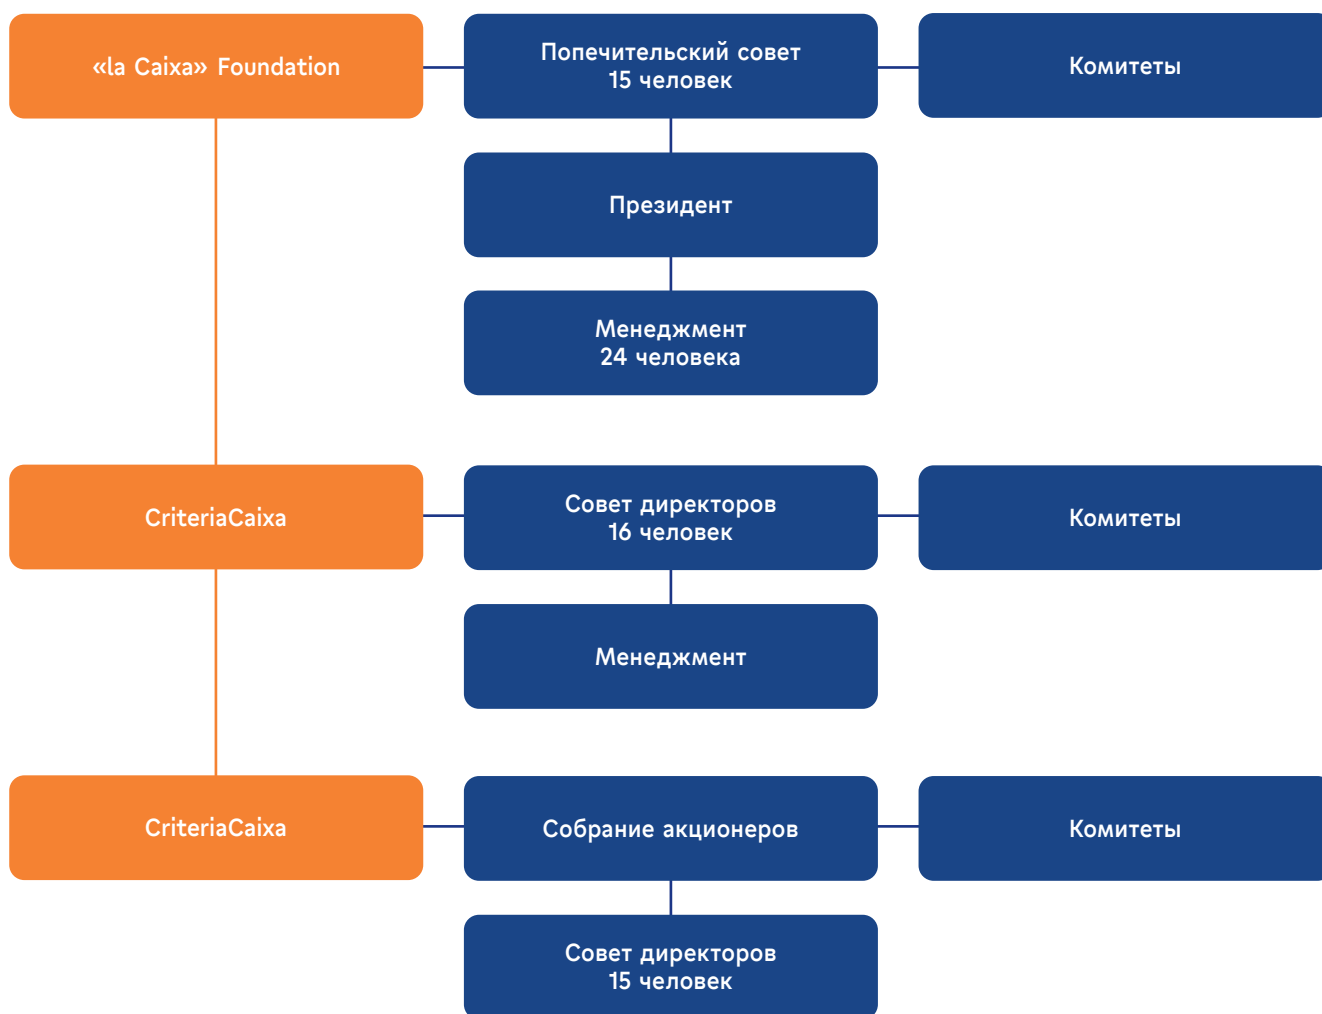 «la Caixa» Foundation
Попечительский совет
15 человек
Комитеты
Президент
Менеджмент
24 человека
CriteriaCaixa
Совет директоров
16 человек
Комитеты
Менеджмент
CriteriaCaixa
Собрание акционеров
Комитеты
Совет директоров
15 человек